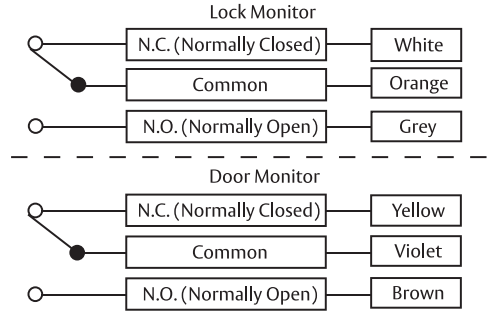 Lock Monitor
N.C. (Normally Closed) White
Common Orange
N.O. (Normally Open) Grey
Door Monitor
N.C. (Normally Closed) Yellow
Common Violet
N.O. (Normally Open) Brown